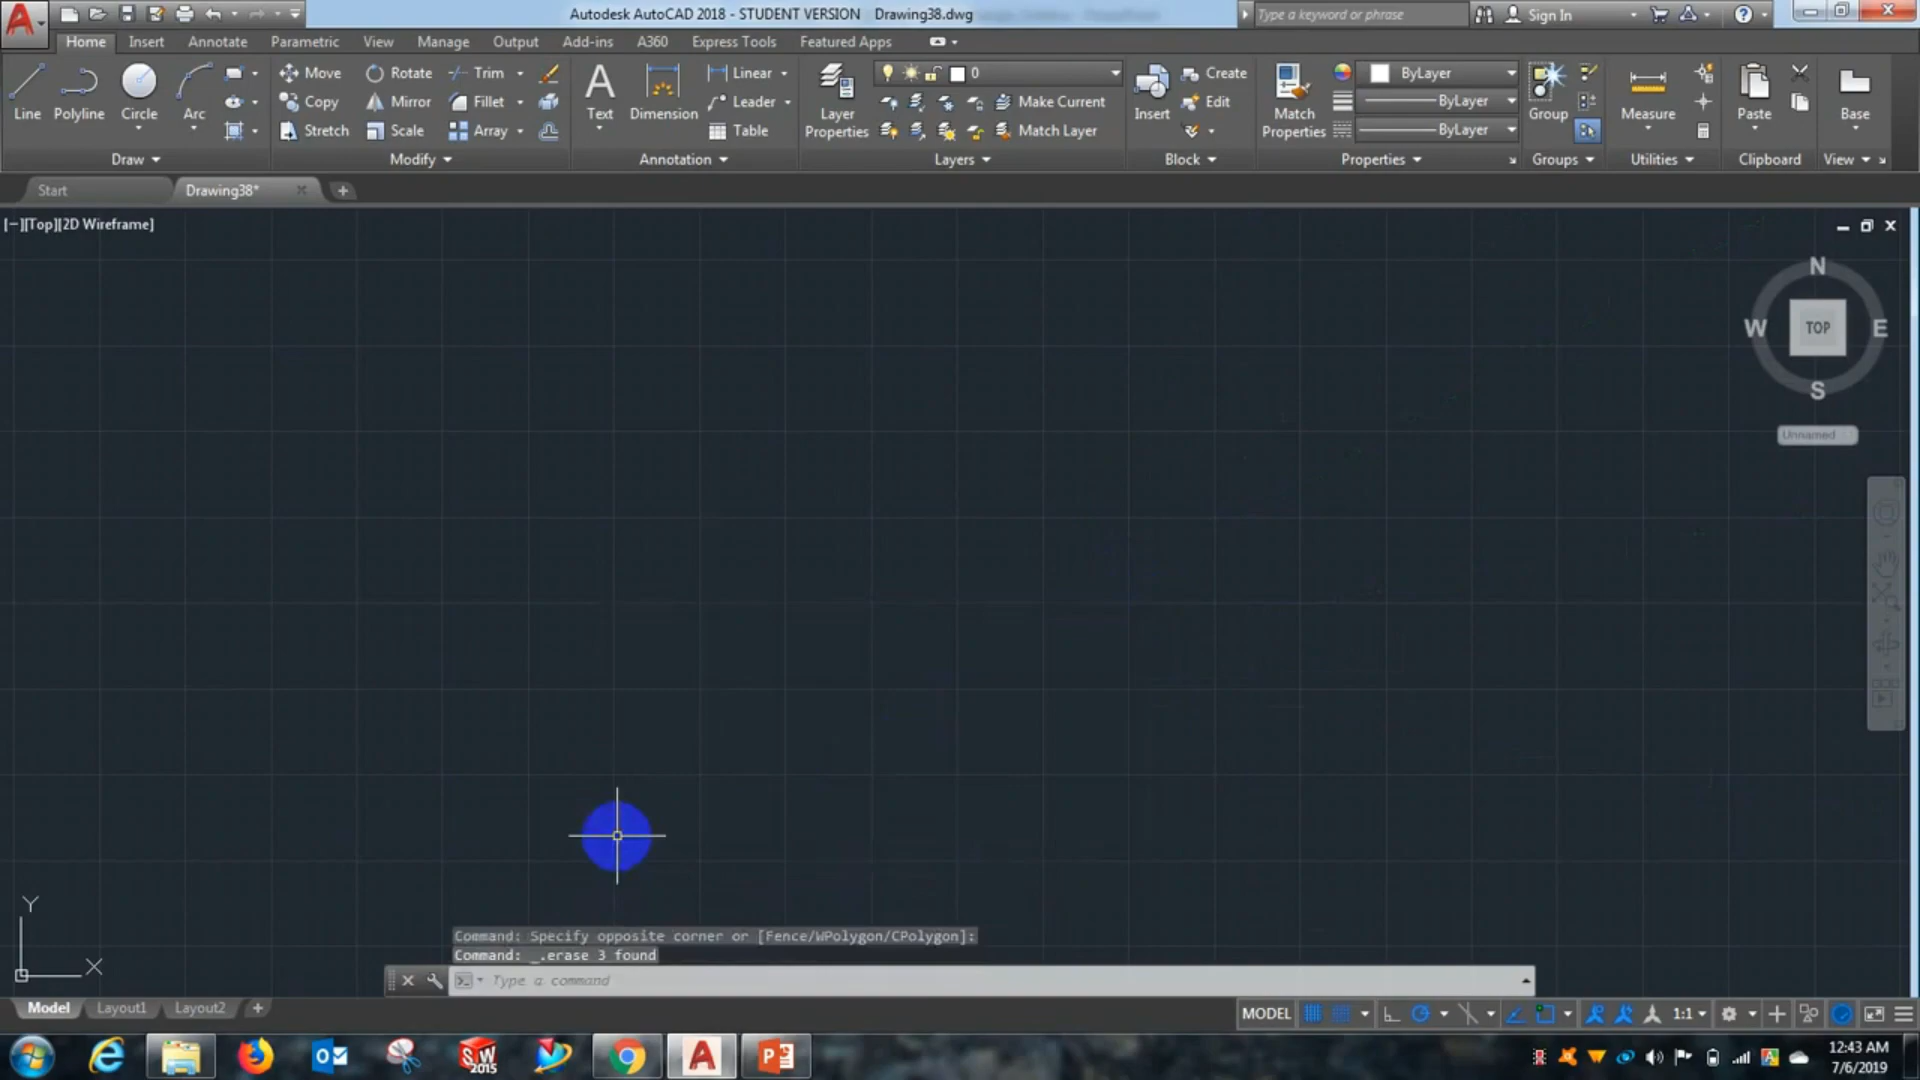 Autodesk AutoCAD 2018 - STUDENT VERSION Drawing38.dwg
Type a keyword or phrase
Sign In
Home Insert Annotate Parametric View Manage Output Add-ins A360 Express Tools Featured Apps
Line Polyline Circle Arc
Move Rotate Trim
Copy Mirror Fillet
Stretch Scale Array
Text Dimension
Linear
Leader
Table
Layer Properties
0
Make Current
Match Layer
Insert
Create
Edit
Match Properties
ByLayer
ByLayer
ByLayer
Group
Measure
Paste
Base
Draw Modify Annotation Layers Block Properties Groups Utilities Clipboard View
Start Drawing38*
[−][Top][2D Wireframe]
N
W TOP E
S
Unnamed
Y
X
Command: Specify opposite corner or [Fence/WPolygon/CPolygon]:
Command: _.erase 3 found
Type a command
Model Layout1 Layout2
MODEL 1:1
SW 2015
12:43 AM
7/6/2019